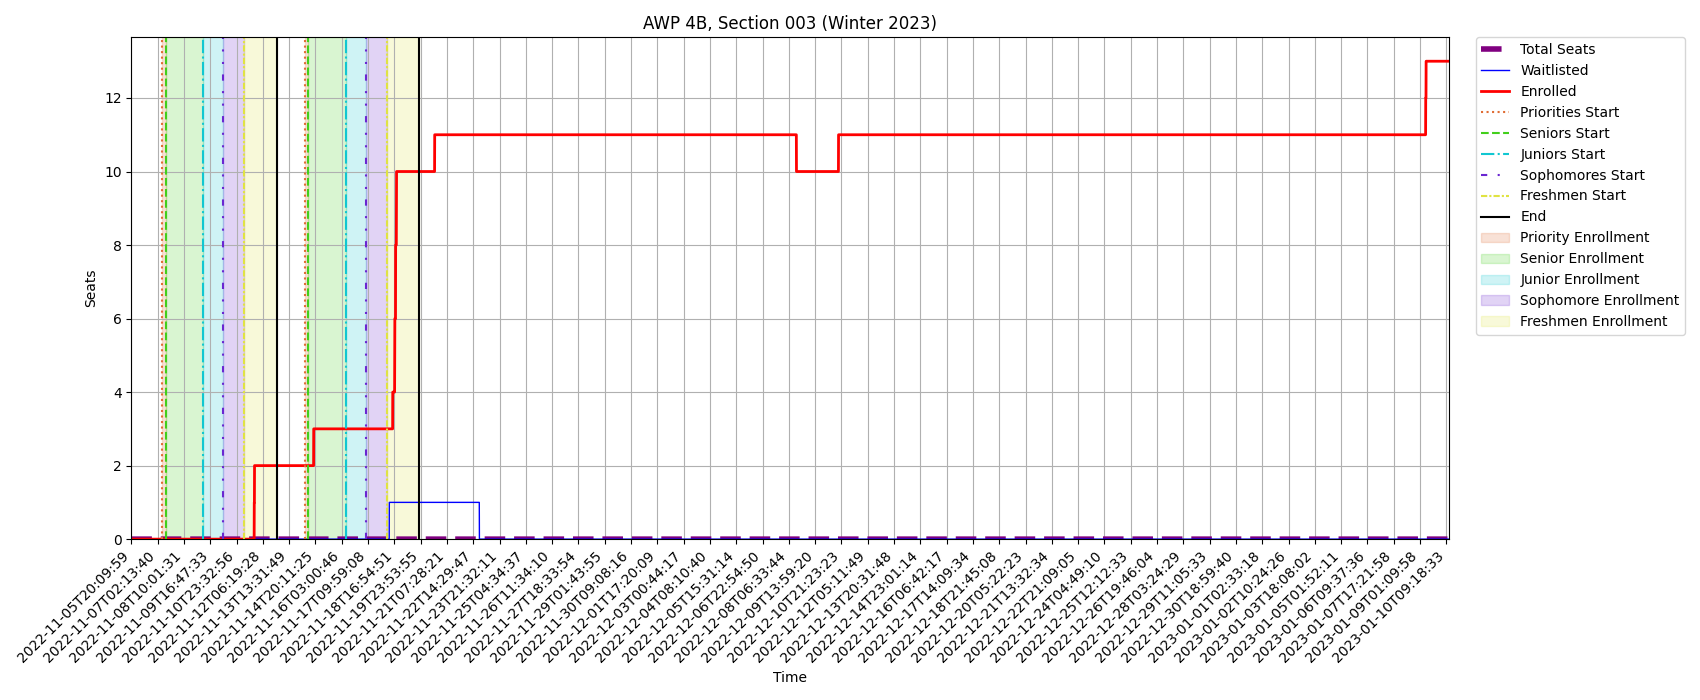 AWP 4B, Section 003 (Winter 2023)
Total Seats
Waitlisted
Enrolled
Priorities Start
Seniors Start
Juniors Start
Sophomores Start
Freshmen Start
End
Priority Enrollment
Senior Enrollment
Junior Enrollment
Sophomore Enrollment
Freshmen Enrollment
Seats
12
10
8
6
4
2
0
2022-11-05T20:09:59
2022-11-07T02:13:40
2022-11-08T10:01:31
2022-11-09T16:47:33
2022-11-10T23:32:56
2022-11-12T06:19:28
2022-11-13T13:31:49
2022-11-14T20:11:25
2022-11-16T03:00:46
2022-11-17T09:59:08
2022-11-18T16:54:51
2022-11-19T23:53:55
2022-11-21T07:28:21
2022-11-22T14:29:47
2022-11-23T21:32:11
2022-11-25T04:34:37
2022-11-26T11:34:10
2022-11-27T18:33:54
2022-11-29T01:43:55
2022-11-30T09:08:16
2022-12-01T17:20:09
2022-12-03T00:44:17
2022-12-04T08:10:40
2022-12-05T15:31:14
2022-12-06T22:54:50
2022-12-08T06:33:44
2022-12-09T13:59:20
2022-12-10T21:23:23
2022-12-12T05:11:49
2022-12-13T20:31:48
2022-12-14T23:01:14
2022-12-16T06:42:17
2022-12-17T14:09:34
2022-12-18T21:45:08
2022-12-20T05:22:23
2022-12-21T13:32:34
2022-12-22T21:09:05
2022-12-24T04:49:10
2022-12-25T12:12:33
2022-12-26T19:46:04
2022-12-28T03:24:29
2022-12-29T11:05:33
2022-12-30T18:59:40
2023-01-01T02:33:18
2023-01-02T10:24:26
2023-01-03T18:08:02
2023-01-05T01:52:11
2023-01-06T09:37:36
2023-01-07T17:21:58
2023-01-09T01:09:58
2023-01-10T09:18:33
Time